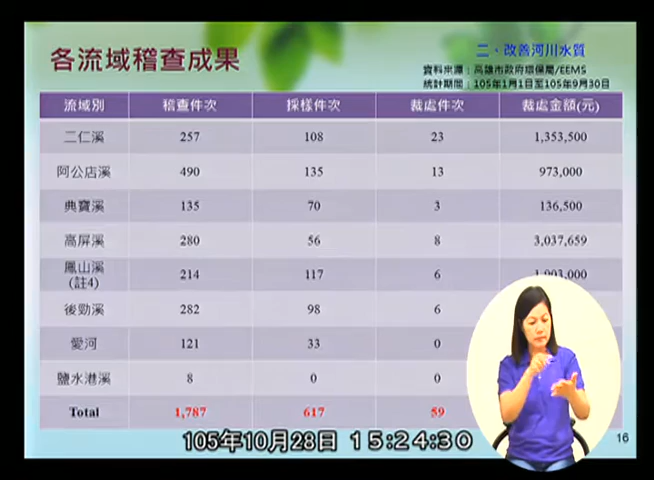 二、改善河川水質
各流域稽查成果
資料來源：高雄市政府環保局/EEMS
統計期間：105年1月1日至105年9月30日
流域別 稽查件次 採樣件次 裁處件次 裁處金額(元)
二仁溪 257 108 23 1,353,500
阿公店溪 490 135 13 973,000
典寶溪 135 70 3 136,500
高屏溪 280 56 8 3,037,659
鳳山溪
(註4) 214 117 6 1,903,000
後勁溪 282 98 6
愛河 121 33 0
鹽水港溪 8 0 0
Total 1,787 617 59
16
105年10月28日 15:24:30